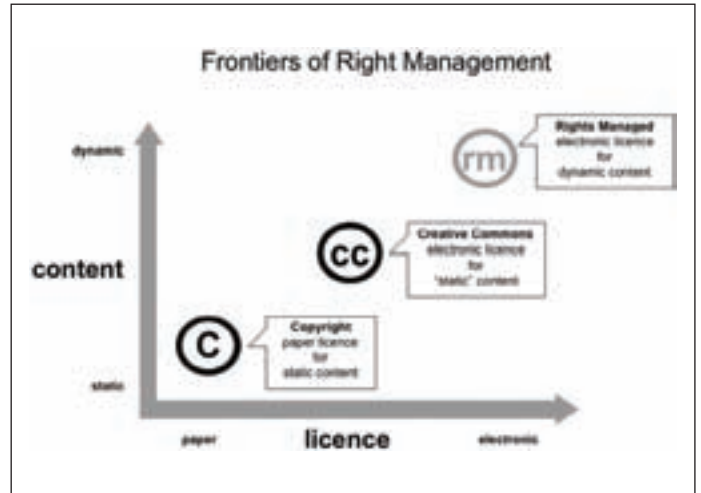 Frontiers of Right Management
dynamic
content
static
paper
licence
electronic
rm
Rights Managed
electronic licence
for
dynamic content
cc
Creative Commons
electronic licence
for
"static" content
C
Copyright
paper licence
for
static content